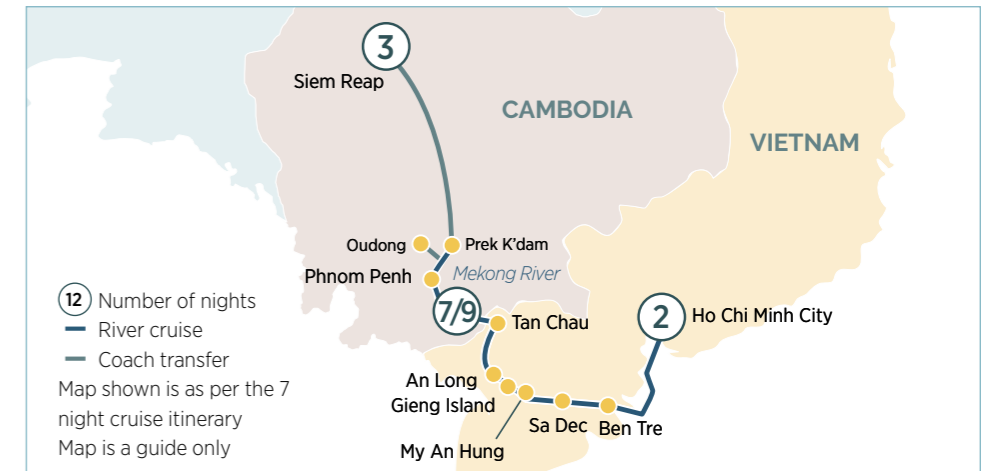 3
Siem Reap
CAMBODIA
VIETNAM
Oudong
Prek K’dam
Phnom Penh
Mekong River
7/9
Tan Chau
2
Ho Chi Minh City
An Long
Gieng Island
My An Hung
Sa Dec
Ben Tre
12 Number of nights
River cruise
Coach transfer
Map shown is as per the 7
night cruise itinerary
Map is a guide only